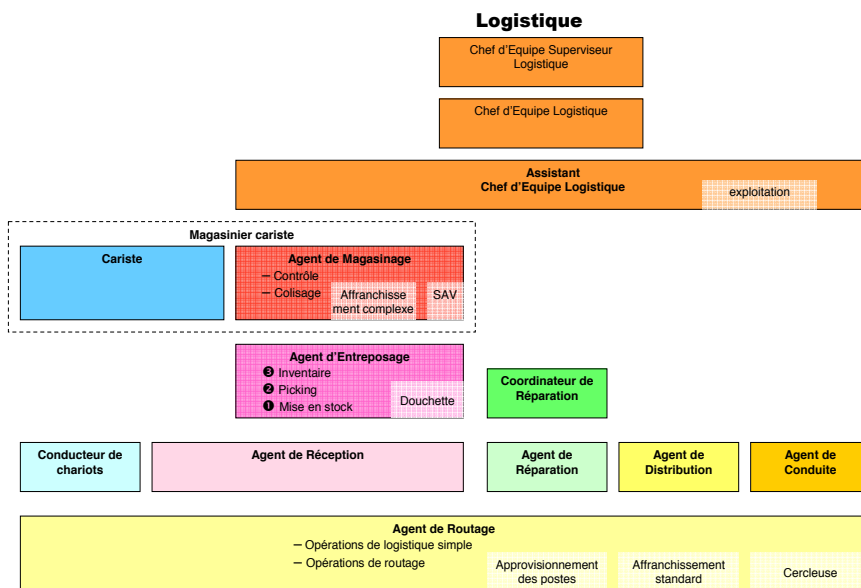 Logistique
Chef d'Equipe Superviseur
Logistique
Chef d'Equipe Logistique
Assistant
Chef d'Equipe Logistique
exploitation
Magasinier cariste
Cariste
Agent de Magasinage
– Contrôle
– Colisage
Affranchisse
ment complexe
SAV
Agent d'Entreposage
❸ Inventaire
❷ Picking
❶ Mise en stock
Douchette
Coordinateur de
Réparation
Conducteur de
chariots
Agent de Réception
Agent de
Réparation
Agent de
Distribution
Agent de
Conduite
Agent de Routage
– Opérations de logistique simple
– Opérations de routage
Approvisionnement
des postes
Affranchissement
standard
Cercleuse